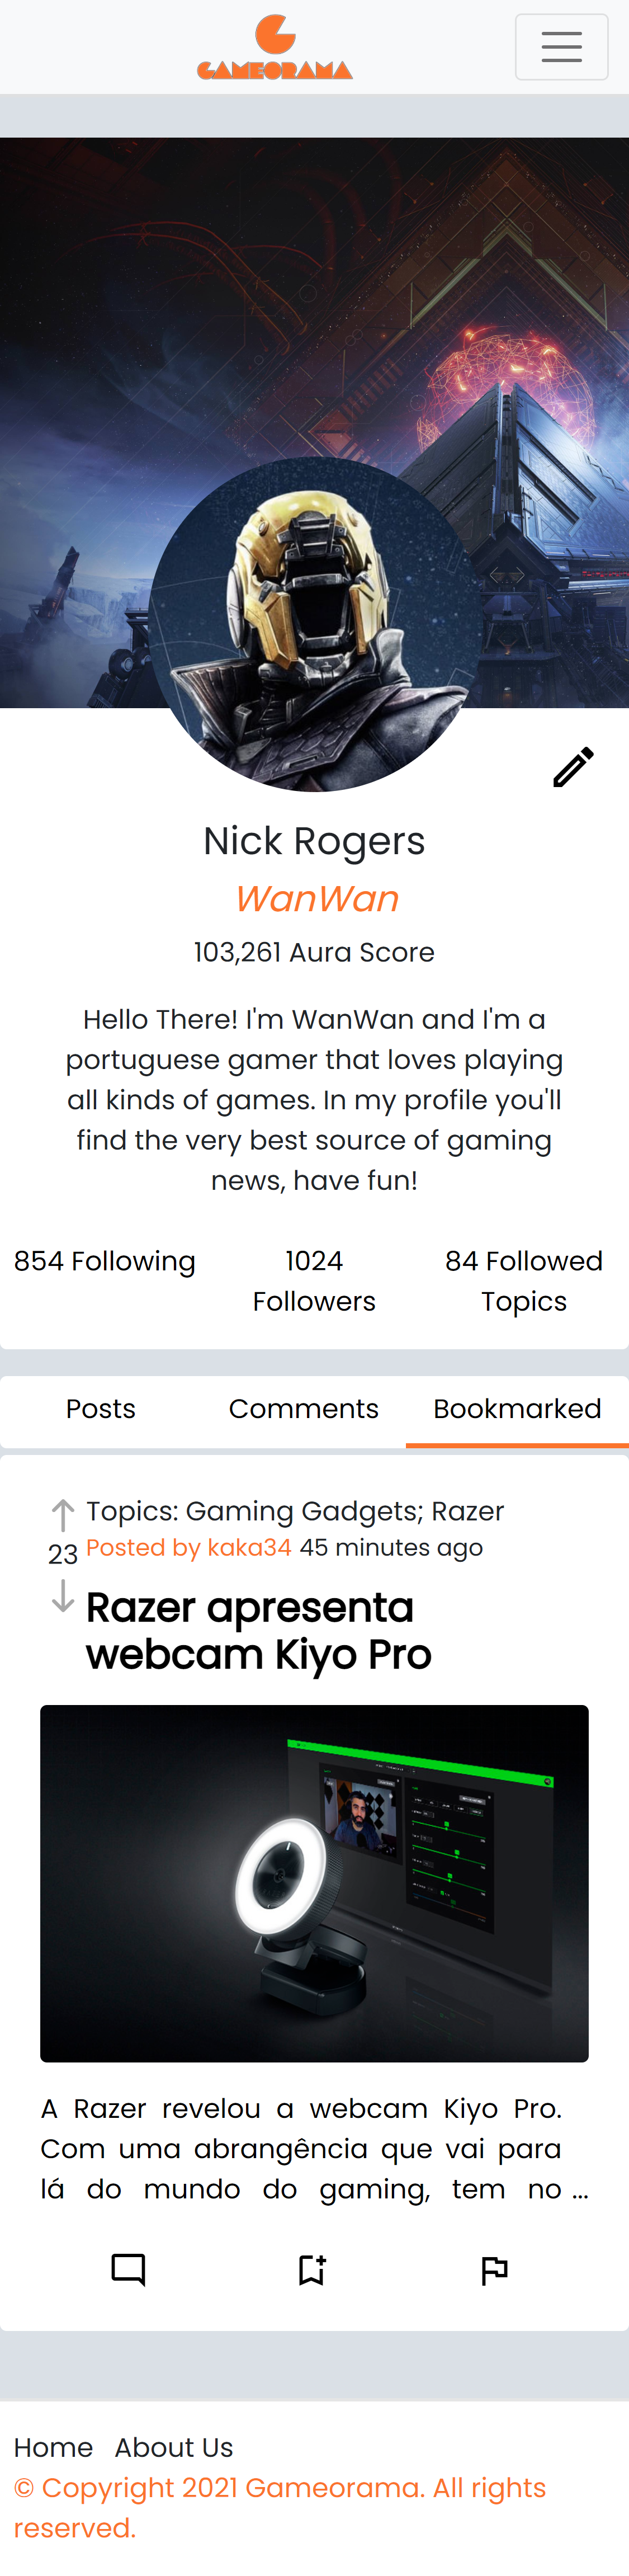 GAMEORAMA
Nick Rogers
WanWan
103,261 Aura Score
Hello There! I'm WanWan and I'm a
portuguese gamer that loves playing
all kinds of games. In my profile you'll
find the very best source of gaming
news, have fun!
854 Following
1024
Followers
84 Followed
Topics
Posts
Comments
Bookmarked
Topics: Gaming Gadgets; Razer
23
Posted by kaka34 45 minutes ago
Razer apresenta
webcam Kiyo Pro
A Razer revelou a webcam Kiyo Pro.
Com uma abrangência que vai para
lá do mundo do gaming, tem no ...
Home About Us
© Copyright 2021 Gameorama. All rights
reserved.